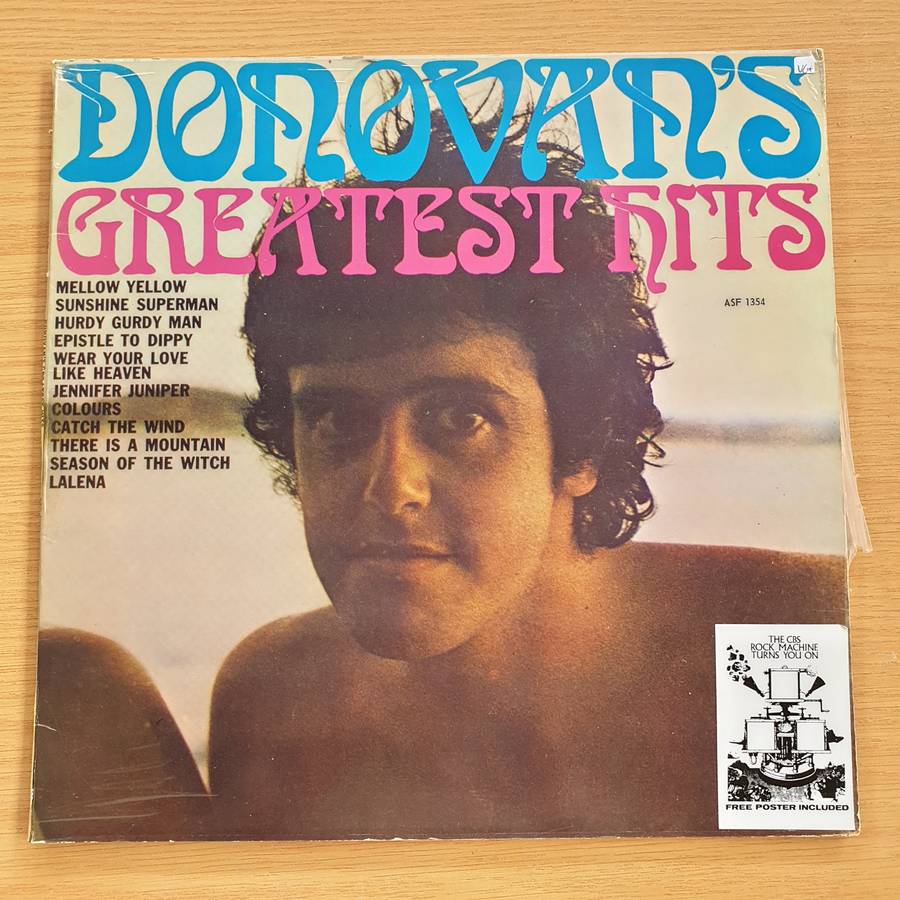 DONOVAN'S
GREATEST HITS
MELLOW YELLOW
SUNSHINE SUPERMAN
HURDY GURDY MAN
EPISTLE TO DIPPY
WEAR YOUR LOVE
LIKE HEAVEN
JENNIFER JUNIPER
COLOURS
CATCH THE WIND
THERE IS A MOUNTAIN
SEASON OF THE WITCH
LALENA
ASF 1354
THE CBS
ROCK MACHINE
TURNS YOU ON
FREE POSTER INCLUDED